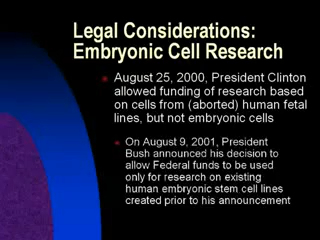 Legal Considerations:
Embryonic Cell Research
August 25, 2000, President Clinton
allowed funding of research based
on cells from (aborted) human fetal
lines, but not embryonic cells
On August 9, 2001, President
Bush announced his decision to
allow Federal funds to be used
only for research on existing
human embryonic stem cell lines
created prior to his announcement